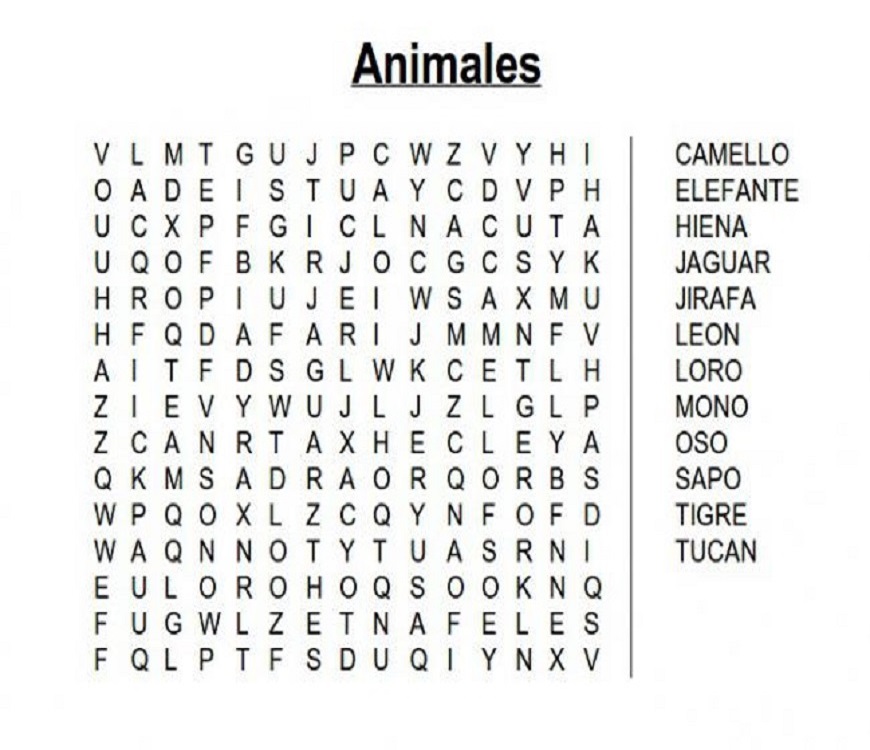 Animales
V L M T G U J P C W Z V Y H I
O A D E I S T U A Y C D V P H
U C X P F G I C L N A C U T A
U Q O F B K R J O C G C S Y K
H R O P I U J E I W S A X M U
H F Q D A F A R I J M M N F V
A I T F D S G L W K C E T L H
Z I E V Y W U J L J Z L G L P
Z C A N R T A X H E C L E Y A
Q K M S A D R A O R Q O R B S
W P Q O X L Z C Q Y N F O F D
W A Q N N O T Y T U A S R N I
E U L O R O H O Q S O O K N Q
F U G W L Z E T N A F E L E S
F Q L P T F S D U Q I Y N X V
CAMELLO
ELEFANTE
HIENA
JAGUAR
JIRAFA
LEON
LORO
MONO
OSO
SAPO
TIGRE
TUCAN